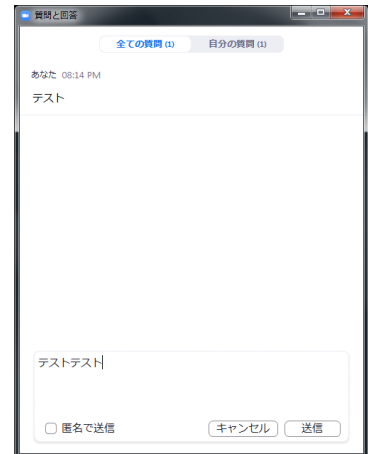 質問と回答
全ての質問 (1) 自分の質問 (1)
あなた 08:14 PM
テスト
テストテスト
匿名で送信 キャンセル 送信